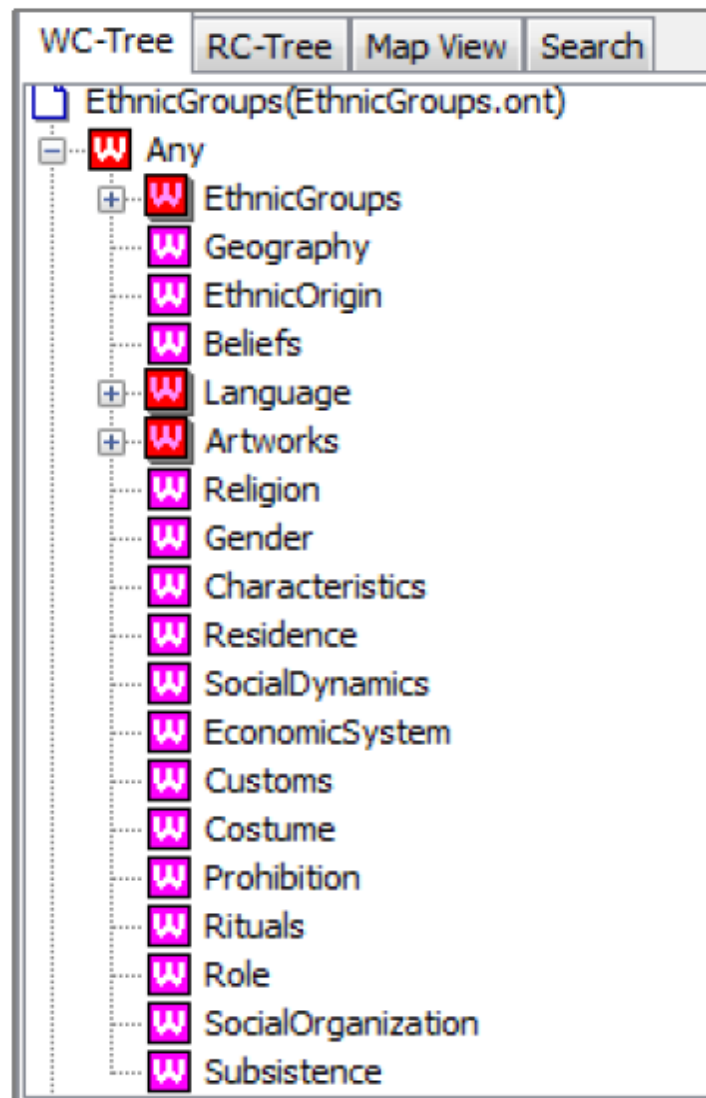 WC-Tree RC-Tree Map View Search
EthnicGroups(EthnicGroups.ont)
W Any
W EthnicGroups
W Geography
W EthnicOrigin
W Beliefs
W Language
W Artworks
W Religion
W Gender
W Characteristics
W Residence
W SocialDynamics
W EconomicSystem
W Customs
W Costume
W Prohibition
W Rituals
W Role
W SocialOrganization
W Subsistence